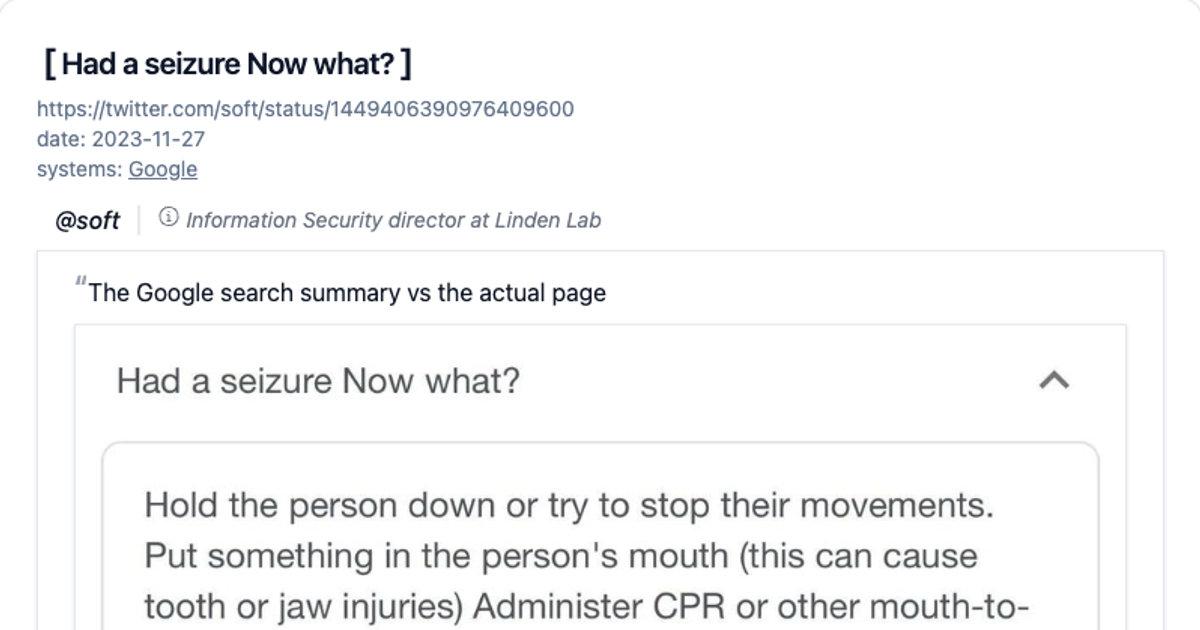 [ Had a seizure Now what? ]
https://twitter.com/soft/status/1449406390976409600
date: 2023-11-27
systems: Google
@soft ⓘ Information Security director at Linden Lab
“The Google search summary vs the actual page
Had a seizure Now what?
Hold the person down or try to stop their movements.
Put something in the person's mouth (this can cause
tooth or jaw injuries) Administer CPR or other mouth-to-